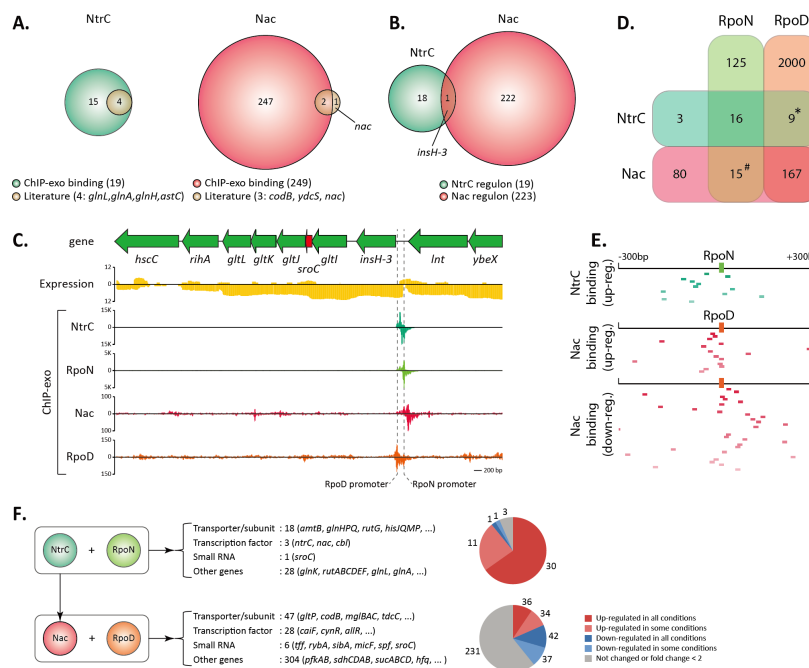 A.
NtrC
15
4
ChIP-exo binding (19)
Literature (4: glnL,glnA,glnH,astC)
Nac
247
2
1
nac
ChIP-exo binding (249)
Literature (3: codB, ydcS, nac)
B.
NtrC
Nac
18
1
222
insH-3
NtrC regulon (19)
Nac regulon (223)
D.
RpoN
RpoD
125
2000
NtrC
3
16
9*
Nac
80
15#
167
C.
gene
hscC
rihA
gltL
gltK
gltJ
sroC
gltI
insH-3
lnt
ybeX
Expression
12
0
12
ChIP-exo
NtrC
15K
0
15K
RpoN
5K
0
5K
Nac
100
0
100
RpoD
150
0
150
200 bp
RpoD promoter
RpoN promoter
E.
-300bp
RpoN
+300
NtrC binding (up-reg.)
RpoD
Nac binding (up-reg.)
Nac binding (down-reg.)
F.
NtrC
+
RpoN
Transporter/subunit : 18 (amtB, glnHPQ, rutG, hisJQMP, ...)
Transcription factor : 3 (ntrC, nac, cbl)
Small RNA : 1 (sroC)
Other genes : 28 (glnK, rutABCDEF, glnL, glnA, ...)
3
1
1
11
30
Nac
+
RpoD
Transporter/subunit : 47 (gltP, codB, mglBAC, tdcC, ...)
Transcription factor : 28 (caiF, cynR, allR, ...)
Small RNA : 6 (tff, rybA, sibA, micF, spf, sroC)
Other genes : 304 (pfkAB, sdhCDAB, sucABCD, hfq, ... )
36
34
42
37
231
Up-regulated in all conditions
Up-regulated in some conditions
Down-regulated in all conditions
Down-regulated in some conditions
Not changed or fold change < 2